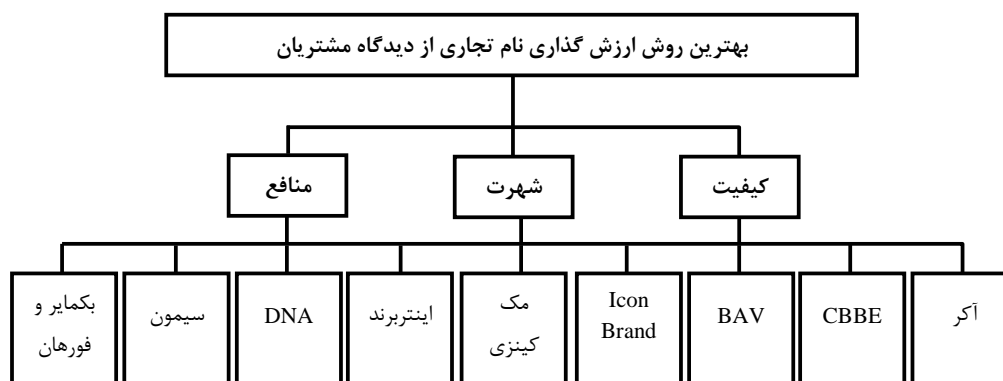 بهترین روش ارزش گذاری نام تجاری از دیدگاه مشتریان
کیفیت
شهرت
منافع
آکر
CBBE
BAV
Icon
Brand
مک
کینزی
اینتربرند
DNA
سیمون
بکمایر و
فورهان